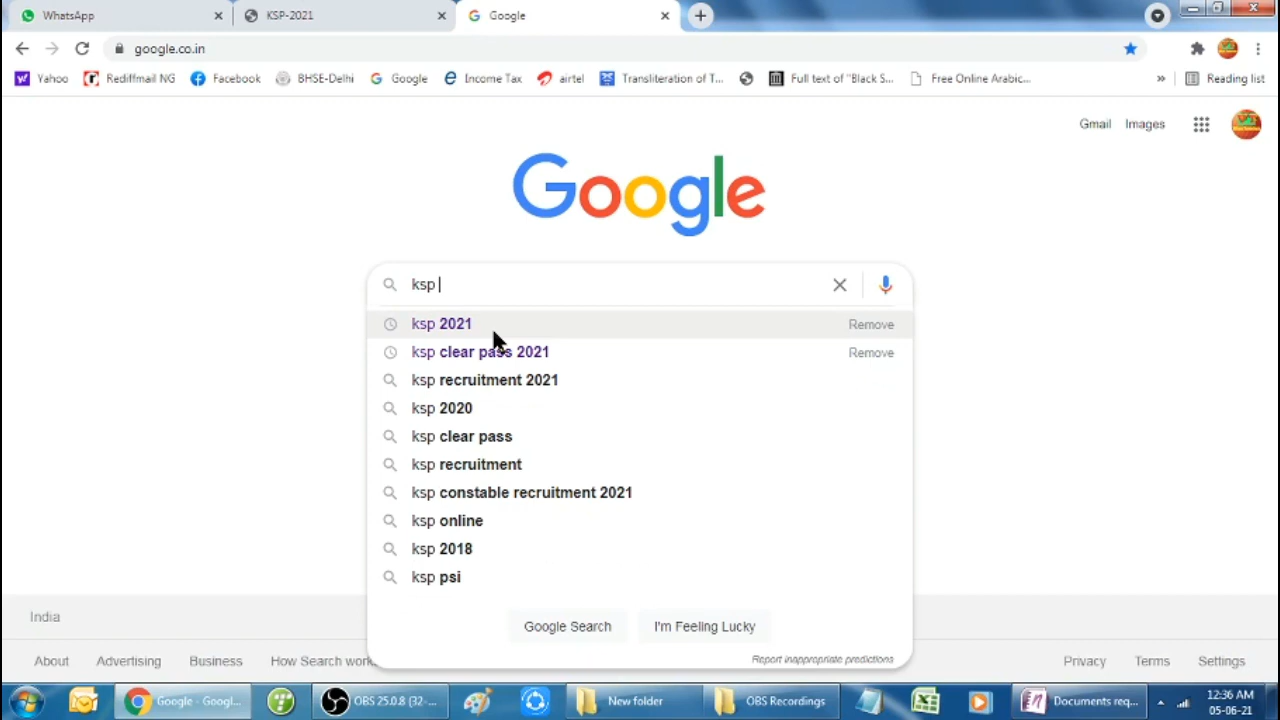 WhatsApp
KSP-2021
Google
google.co.in
Yahoo
Rediffmail NG
Facebook
BHSE-Delhi
Google
Income Tax
airtel
Transliteration of T...
Full text of "Black S...
Free Online Arabic...
»
Reading list
Gmail
Images
Google
ksp
ksp 2021
Remove
ksp clear pass 2021
Remove
ksp recruitment 2021
ksp 2020
ksp clear pass
ksp recruitment
ksp constable recruitment 2021
ksp online
ksp 2018
ksp psi
Google Search
I'm Feeling Lucky
Report inappropriate predictions
India
About
Advertising
Business
How Search work
Privacy
Terms
Settings
Google - Googl...
OBS 25.0.8 (32-...
New folder
OBS Recordings
Documents req...
12:36 AM
05-06-21